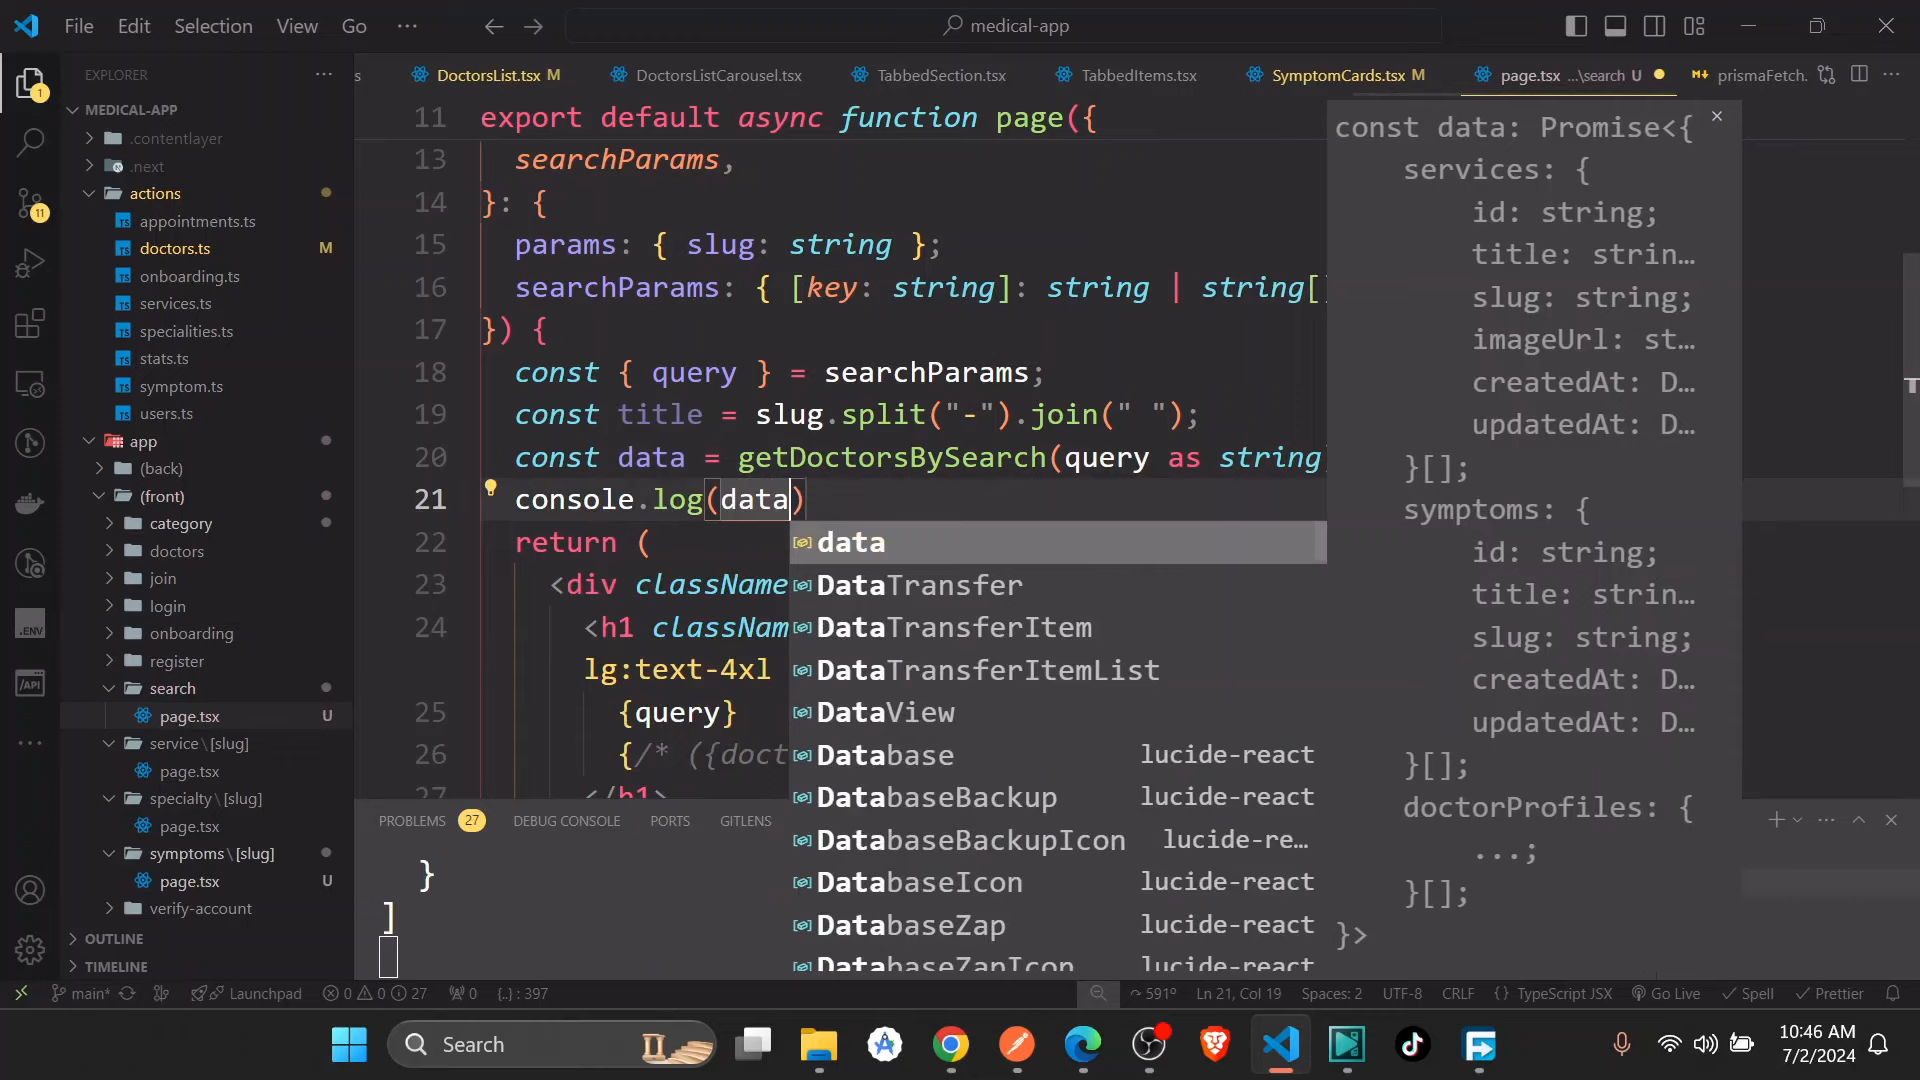 File Edit Selection View Go ··· medical-app
EXPLORER ···
MEDICAL-APP
.contentlayer
.next
actions
appointments.ts
doctors.ts M
onboarding.ts
services.ts
specialities.ts
stats.ts
symptom.ts
users.ts
app
(back)
(front)
category
doctors
join
login
onboarding
register
search
page.tsx U
service\[slug]
page.tsx
specialty\[slug]
page.tsx
symptoms\[slug]
page.tsx U
verify-account
OUTLINE
TIMELINE
1
11
.ENV
/API
s DoctorsList.tsx M DoctorsListCarousel.tsx TabbedSection.tsx TabbedItems.tsx SymptomCards.tsx M page.tsx ...\search U prismaFetch.
11 export default async function page({
13 searchParams,
14 }: {
15 params: { slug: string };
16 searchParams: { [key: string]: string | string[]
17 }) {
18 const { query } = searchParams;
19 const title = slug.split("-").join(" ");
20 const data = getDoctorsBySearch(query as string)
21 console.log(data)
22 return (
23 <div className
24 <h1 classNam
lg:text-4xl
25 {query}
26 {/* ({doct
27 </h1>
data
DataTransfer
DataTransferItem
DataTransferItemList
DataView
Database lucide-react
DatabaseBackup lucide-react
DatabaseBackupIcon lucide-re…
DatabaseIcon lucide-react
DatabaseZap lucide-react
DatabaseZapIcon lucide-react
const data: Promise<{
services: {
id: string;
title: strin…
slug: string;
imageUrl: st…
createdAt: D…
updatedAt: D…
}[];
symptoms: {
id: string;
title: strin…
slug: string;
createdAt: D…
updatedAt: D…
}[];
doctorProfiles: {
...;
}[];
}>
PROBLEMS 27 DEBUG CONSOLE PORTS GITLENS
}
]
main* Launchpad 0 0 27 0 {..} : 397 591º Ln 21, Col 19 Spaces: 2 UTF-8 CRLF {} TypeScript JSX Go Live Spell Prettier
Search
10:46 AM
7/2/2024